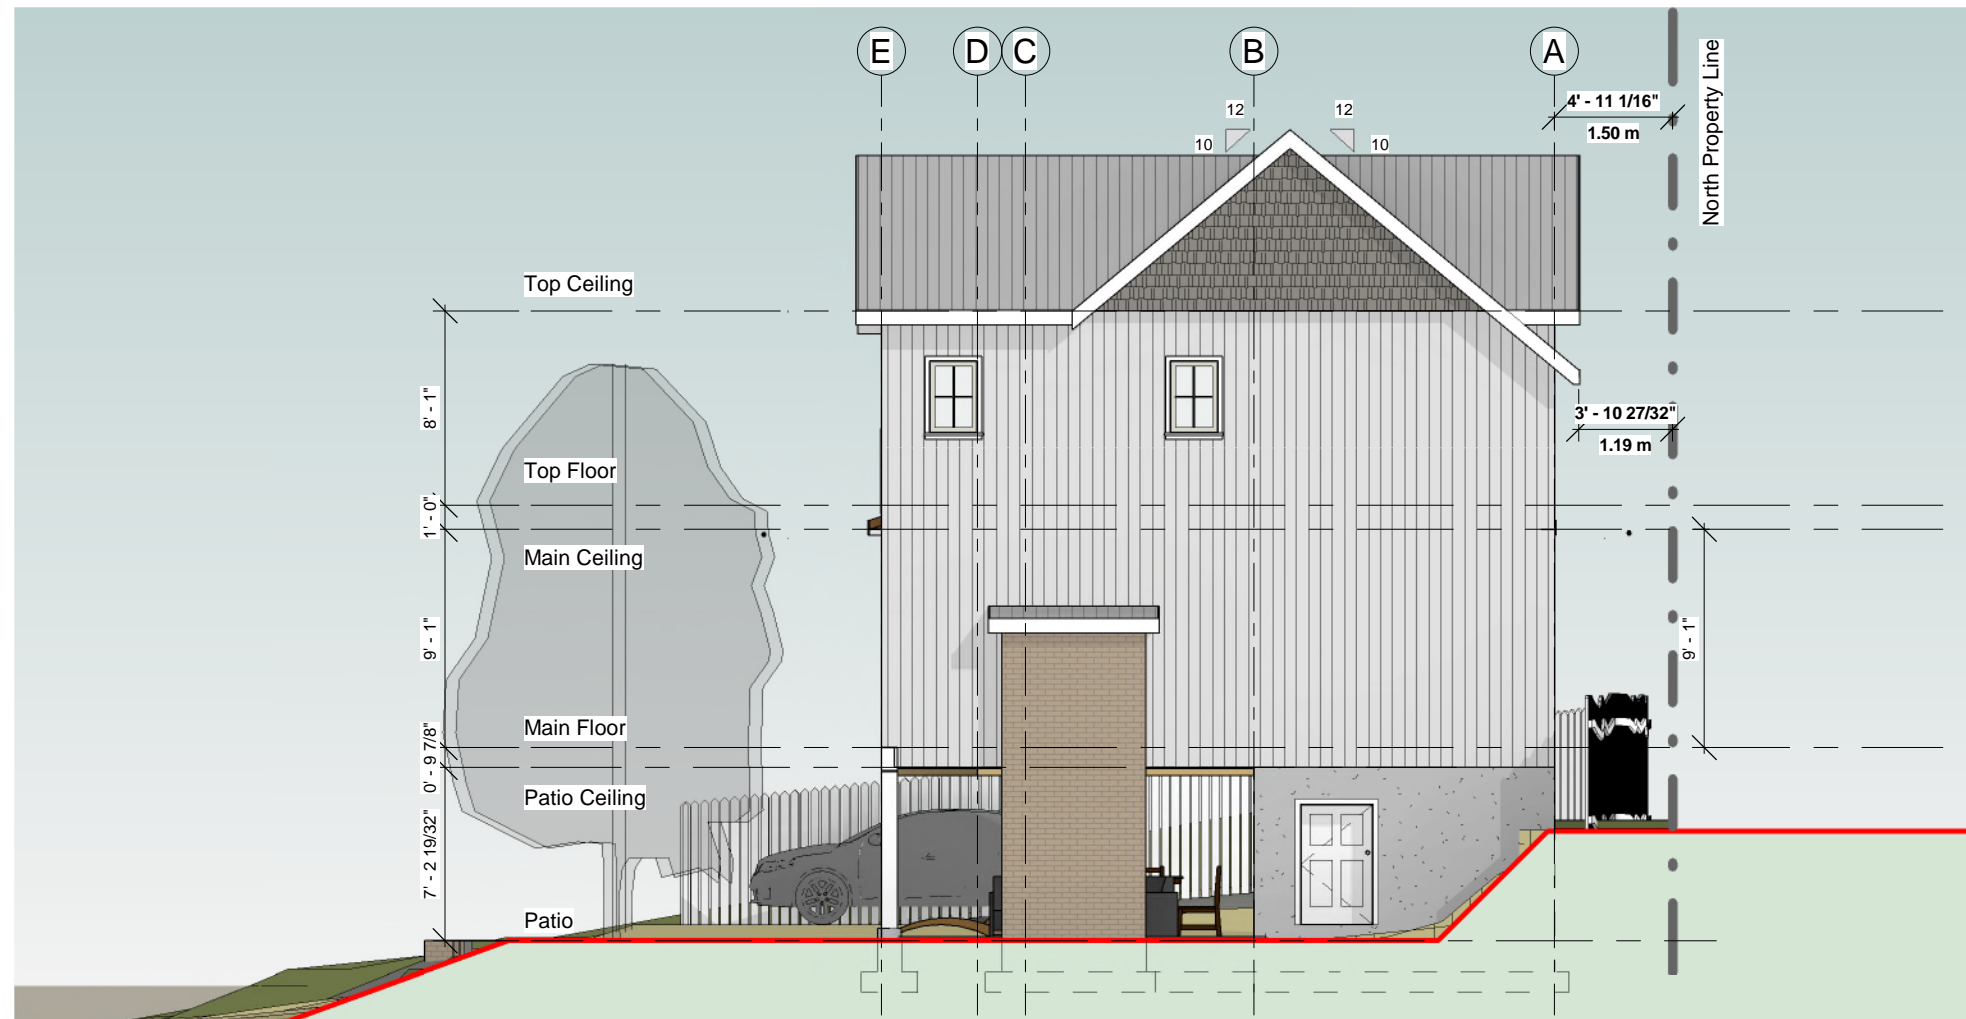 E
D
C
B
A
North Property Line
4' - 11 1/16"
1.50 m
12
12
10
10
Top Ceiling
8' - 1"
3' - 10 27/32"
1.19 m
Top Floor
1' - 0"
Main Ceiling
9' - 1"
9' - 1"
Main Floor
0' - 9 7/8"
Patio Ceiling
7' - 2 19/32"
Patio